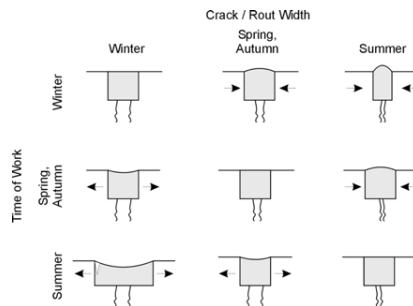 Crack / Rout Width
Winter
Spring,
Autumn
Summer
Time of Work
Winter
Spring,
Autumn
Summer